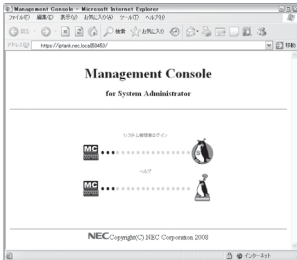 Management Console - Microsoft Internet Explorer
ファイル(F) 編集(E) 表示(V) お気に入り(A) ツール(T) ヘルプ(H)
戻る 検索 お気に入り
アドレス(D) 移動
Management Console
for System Administrator
システム管理者ログイン
MC
ヘルプ
MC
NEC Copyright(C) NEC Corporation 2008
インターネット